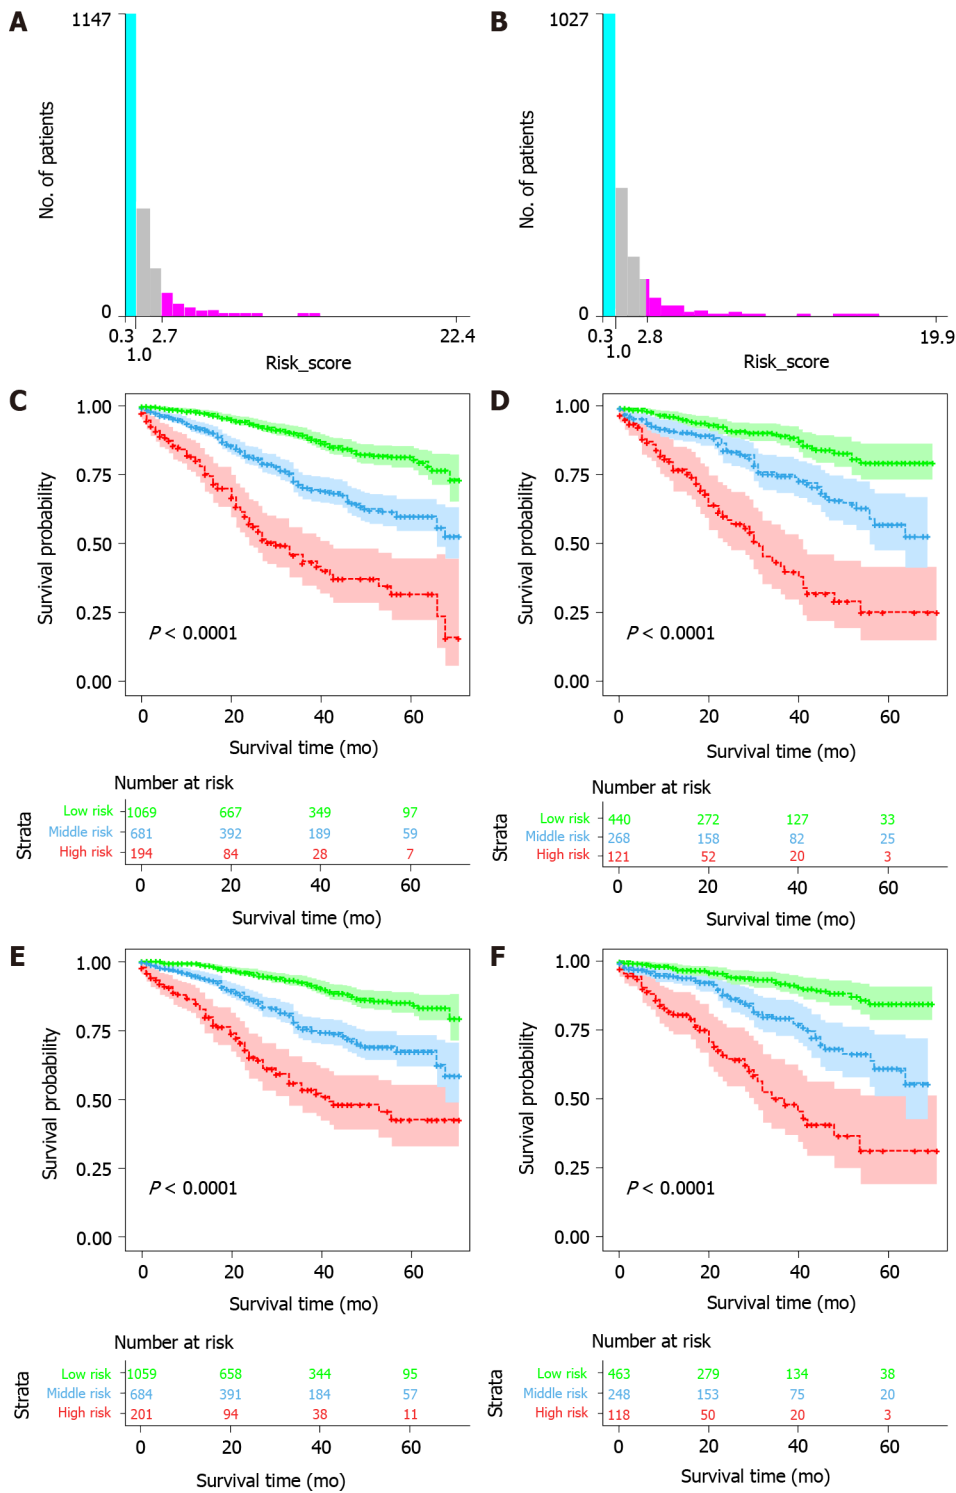 A
1147
No. of patients
0
0.3
2.7
22.4
1.0
Risk_score
B
1027
No. of patients
0
0.3
2.8
19.9
1.0
Risk_score
C
1.00
0.75
0.50
0.25
0.00
Survival probability
P < 0.0001
0 20 40 60
Survival time (mo)
Number at risk
Strata
Low risk 1069 667 349 97
Middle risk 681 392 189 59
High risk 194 84 28 7
0 20 40 60
Survival time (mo)
D
1.00
0.75
0.50
0.25
0.00
Survival probability
P < 0.0001
0 20 40 60
Survival time (mo)
Number at risk
Strata
Low risk 440 272 127 33
Middle risk 268 158 82 25
High risk 121 52 20 3
0 20 40 60
Survival time (mo)
E
1.00
0.75
0.50
0.25
0.00
Survival probability
P < 0.0001
0 20 40 60
Survival time (mo)
Number at risk
Strata
Low risk 1059 658 344 95
Middle risk 684 391 184 57
High risk 201 94 38 11
0 20 40 60
Survival time (mo)
F
1.00
0.75
0.50
0.25
0.00
Survival probability
P < 0.0001
0 20 40 60
Survival time (mo)
Number at risk
Strata
Low risk 463 279 134 38
Middle risk 248 153 75 20
High risk 118 50 20 3
0 20 40 60
Survival time (mo)